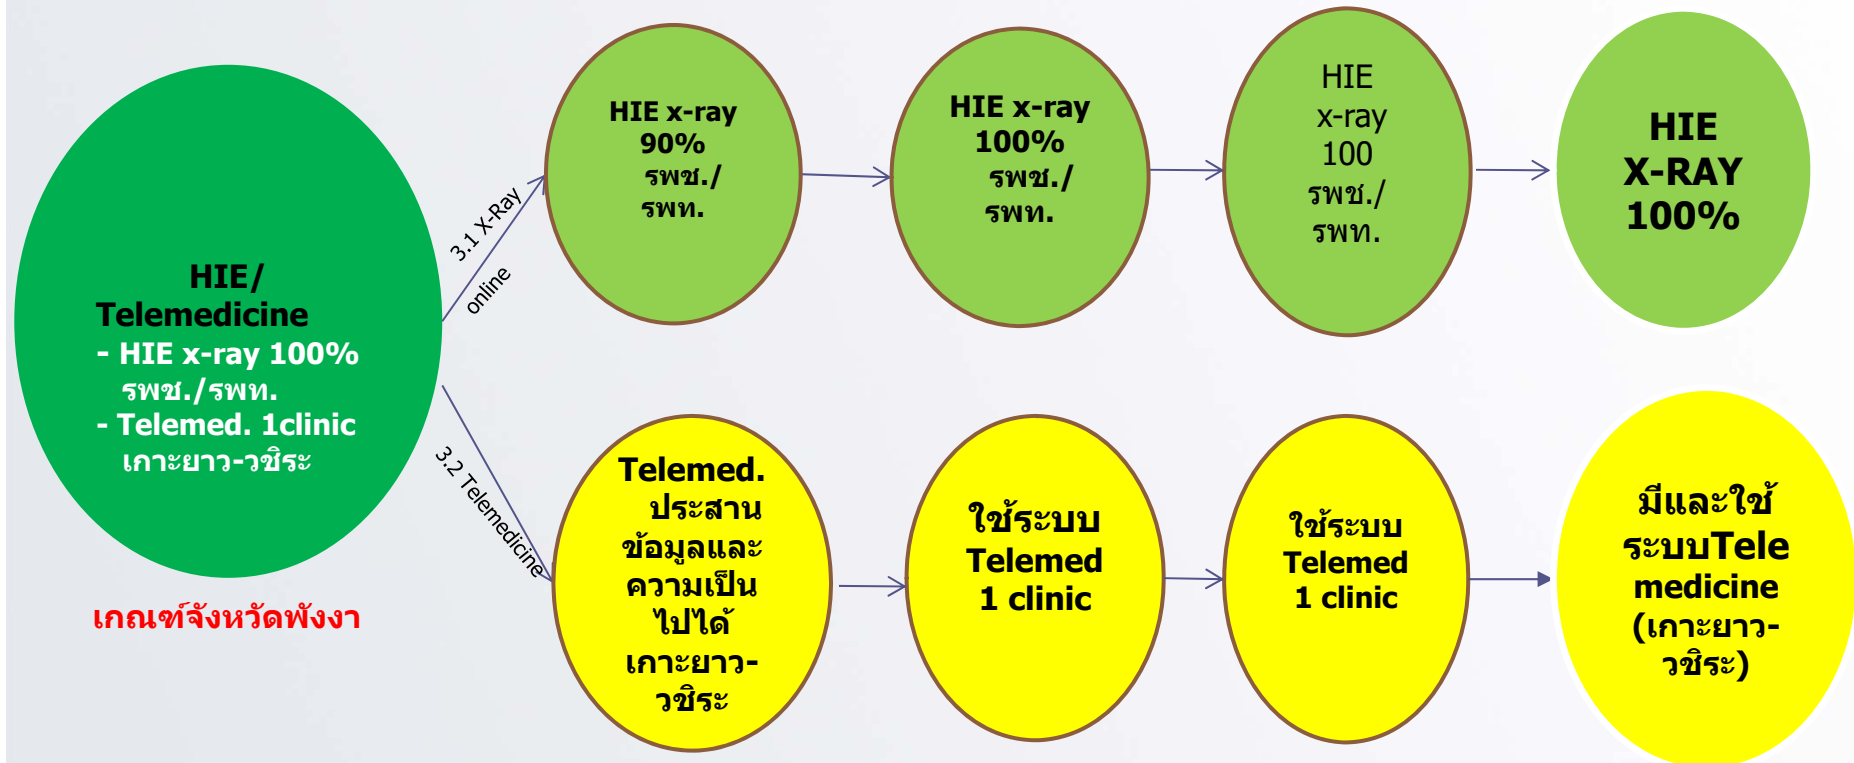 HIE/
Telemedicine
- HIE x-ray 100%
รพช./รพท.
- Telemed. 1clinic
เกาะยาว-วชิระ
เกณฑ์จังหวัดพังงา
3.1 X-Ray
online
HIE x-ray
90%
รพช./
รพท.
HIE x-ray
100%
รพช./
รพท.
HIE
x-ray
100
รพช./
รพท.
HIE
X-RAY
100%
3.2 Telemedicine
Telemed.
ประสาน
ข้อมูลและ
ความเป็น
ไปได้
เกาะยาว-
วชิระ
ใช้ระบบ
Telemed
1 clinic
ใช้ระบบ
Telemed
1 clinic
มีและใช้
ระบบTele
medicine
(เกาะยาว-
วชิระ)